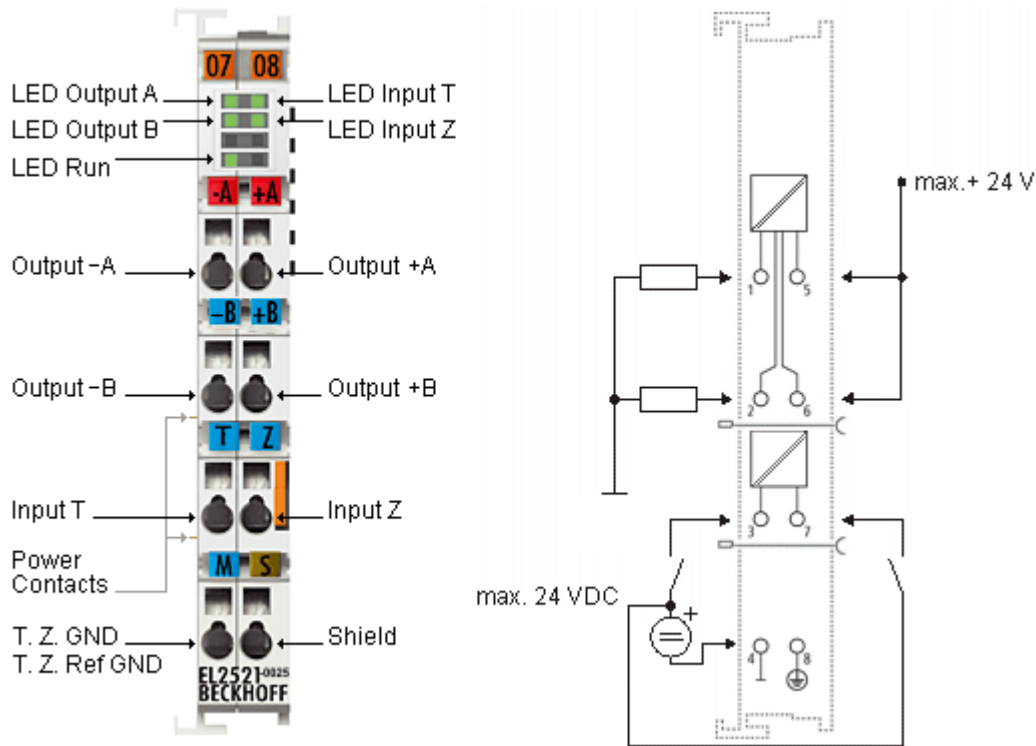 07 08
LED Output A
LED Input T
LED Output B
LED Input Z
LED Run
-A +A
Output -A
Output +A
-B +B
Output -B
Output +B
T Z
Input T
Input Z
Power
Contacts
M S
T. Z. GND
T. Z. Ref GND
Shield
EL2521-0025
BECKHOFF
max.+ 24 V
1
5
2
6
3
7
max. 24 VDC
+
4
8